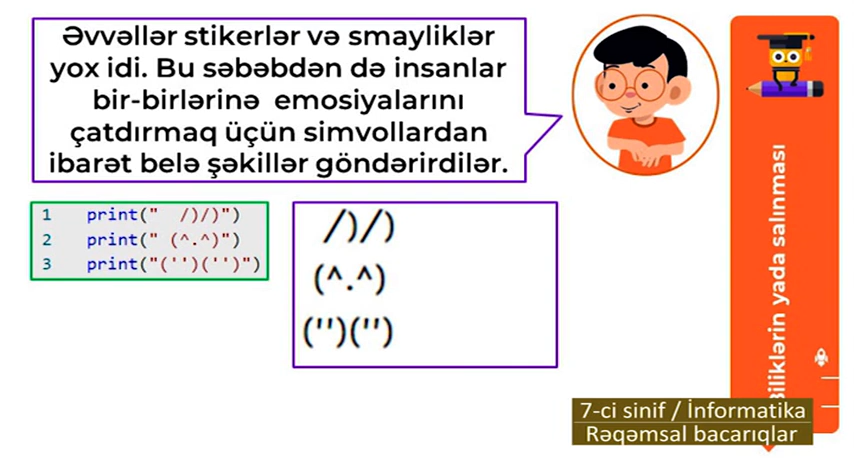 Əvvəllər stikerlər və smayliklər
yox idi. Bu səbəbdən də insanlar
bir-birlərinə emosiyalarını
çatdırmaq üçün simvollardan
ibarət belə şəkillər göndərirdilər.
1 print("  /)/)")
2 print(" (^.^)")
3 print("('')('')")
/)/)
(^.^)
('')('')
Biliklərin yada salınması
7-ci sinif / İnformatika
Rəqəmsal bacarıqlar